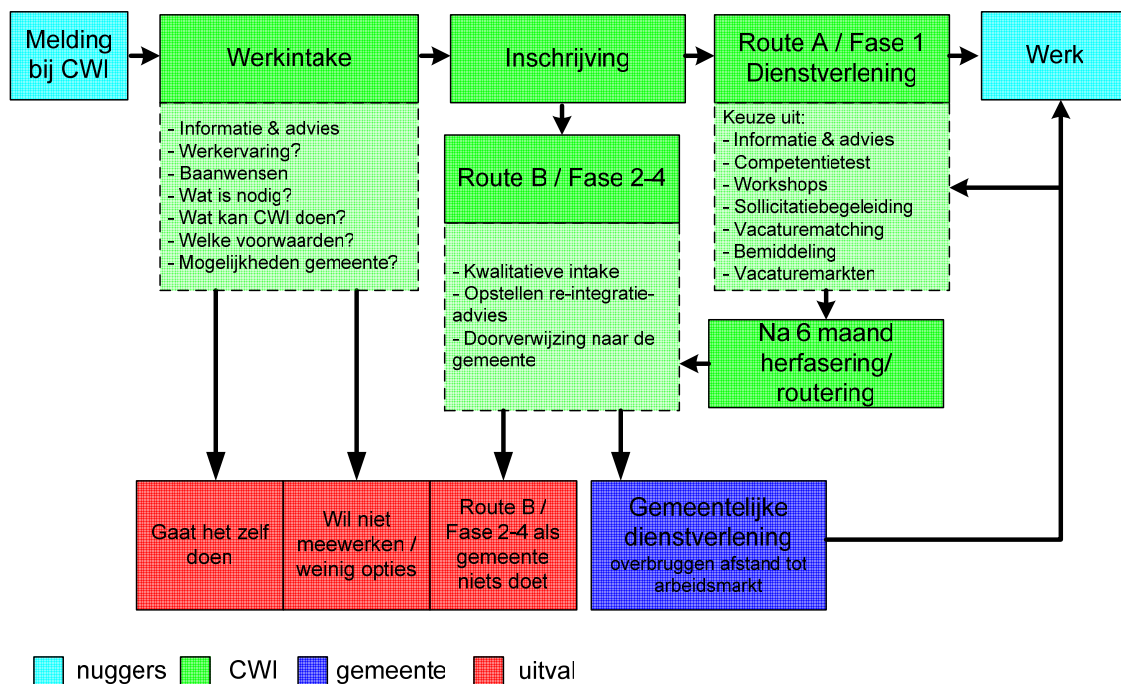 Melding
bij CWI
Werkintake
Inschrijving
Route A / Fase 1
Dienstverlening
Werk
- Informatie & advies
- Werkervaring?
- Baanwensen
- Wat is nodig?
- Wat kan CWI doen?
- Welke voorwaarden?
- Mogelijkheden gemeente?
Route B / Fase 2-4
- Kwalitatieve intake
- Opstellen re-integratie-
advies
- Doorverwijzing naar de
gemeente
Keuze uit:
- Informatie & advies
- Competentietest
- Workshops
- Sollicitatiebegeleiding
- Vacaturematching
- Bemiddeling
- Vacaturemarkten
Na 6 maand
herfasering/
routering
Gaat het zelf
doen
Wil niet
meewerken /
weinig opties
Route B /
Fase 2-4 als
gemeente
niets doet
Gemeentelijke
dienstverlening
overbruggen afstand tot
arbeidsmarkt
nuggers
CWI
gemeente
uitval